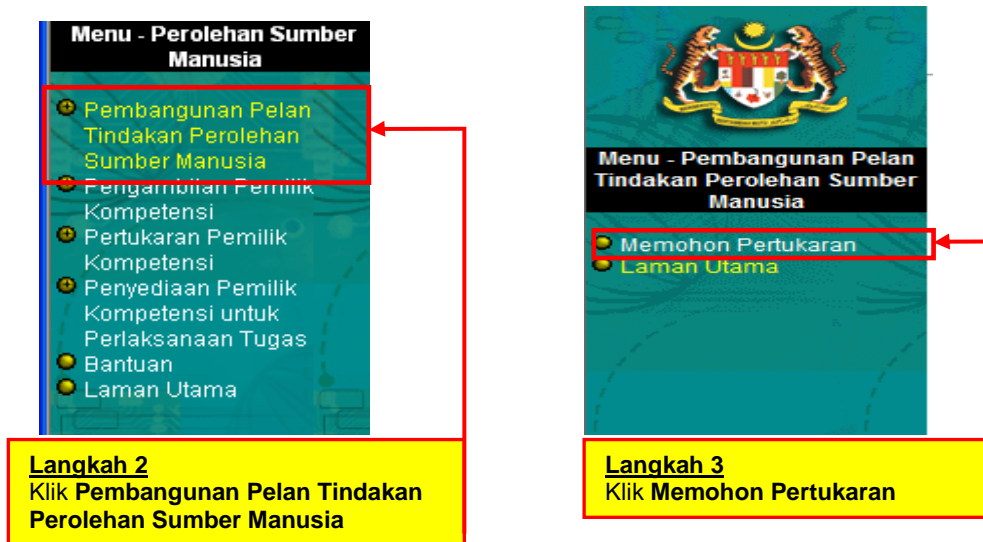 Menu - Perolehan Sumber
Manusia
Pembangunan Pelan
Tindakan Perolehan
Sumber Manusia
Pengambilan Pemilik
Kompetensi
Pertukaran Pemilik
Kompetensi
Penyediaan Pemilik
Kompetensi untuk
Perlaksanaan Tugas
Bantuan
Laman Utama
Langkah 2
Klik Pembangunan Pelan Tindakan
Perolehan Sumber Manusia
Menu - Pembangunan Pelan
Tindakan Perolehan Sumber
Manusia
Memohon Pertukaran
Laman Utama
Langkah 3
Klik Memohon Pertukaran